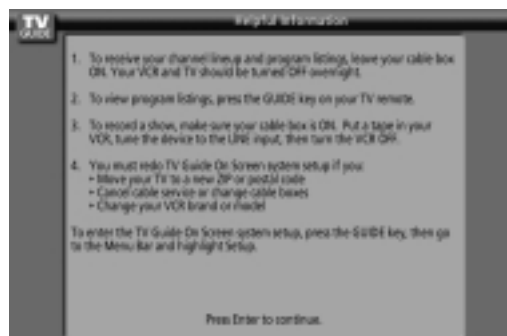 TV
GUIDE
Helpful Information
1. To receive your channel lineup and program listings, leave your cable box
ON. Your VCR and TV should be turned OFF overnight.
2. To view program listings, press the GUIDE key on your TV remote.
3. To record a show, make sure your cable box is ON. Put a tape in your
VCR, tune the device to the LINE input, then turn the VCR OFF.
4. You must redo TV Guide On Screen system setup if you:
- Move your TV to a new ZIP or postal code
- Cancel cable service or change cable boxes
- Change your VCR brand or model
To enter the TV Guide On Screen system setup, press the GUIDE key, then go
to the Menu Bar and highlight Setup.
Press Enter to continue.